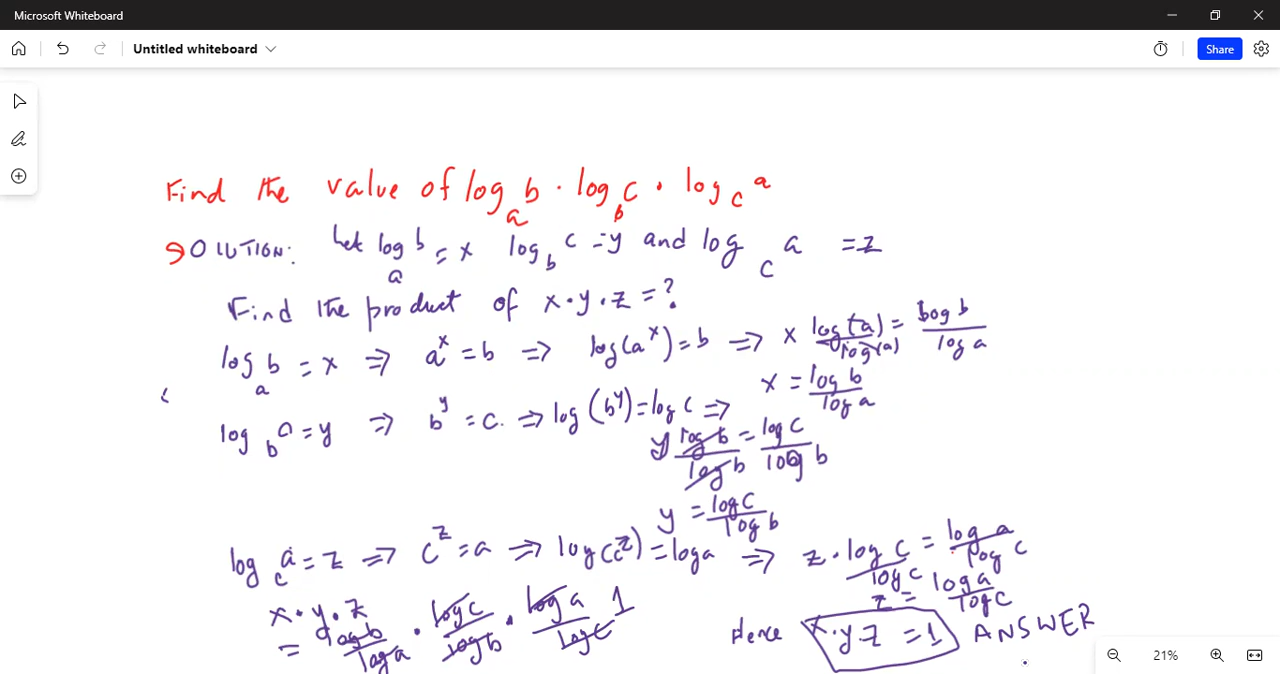 Microsoft Whiteboard
Untitled whiteboard
Share
Find the value of log_a b · log_b c · log_c a
SOLUTION: Let log_a b = x log_b c = y and log_c a = z
Find the product of x·y·z = ?
log_a b = x ⇒ a^x = b ⇒ log(a^x) = b ⇒ x log(a)/log(a) = log b/log a
x = log b/log a
log_b a = y ⇒ b^y = c. ⇒ log(b^y) = log c ⇒
y log b/log b = log c/log b
y = log c/log b
log_c a = z ⇒ c^z = a ⇒ log(c^z) = log a ⇒ z · log c/log c = log a/log c
z = log a/log c
x·y·z
= log b/log a · log c/log b · log a/log c 1
Hence x·y·z = 1 ANSWER
21%